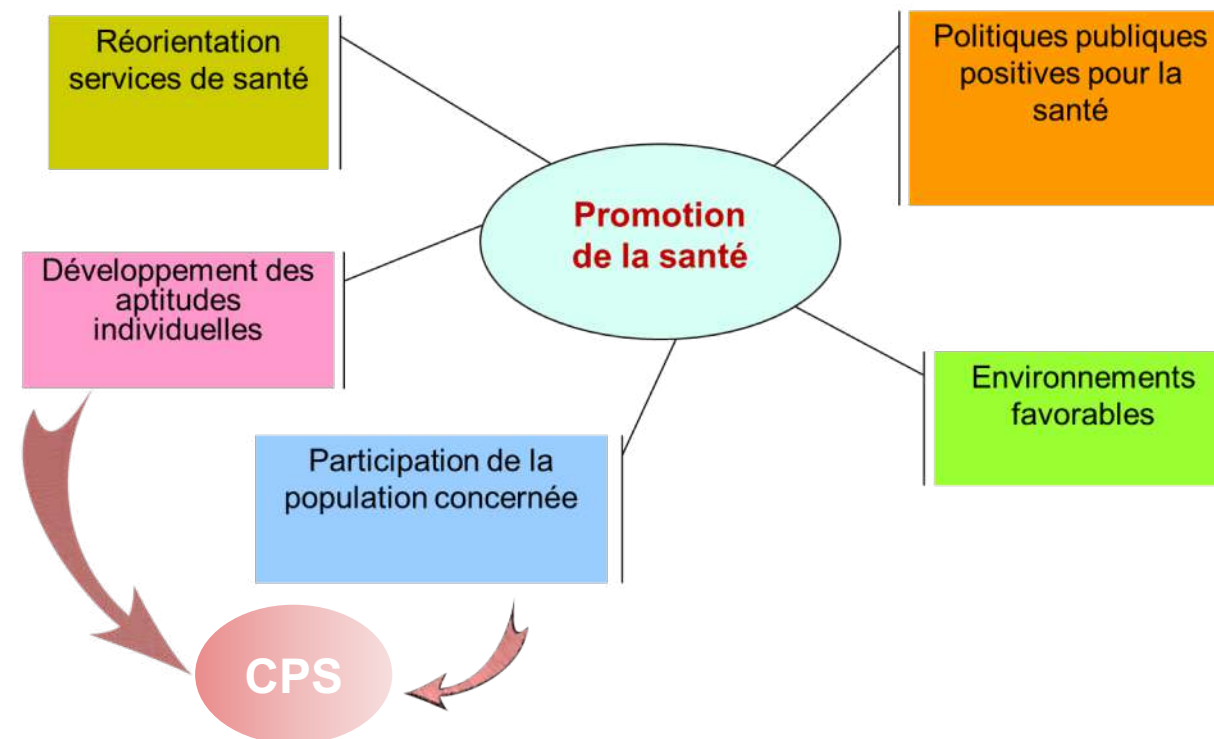 Réorientation
services de santé
Politiques publiques
positives pour la
santé
Promotion
de la santé
Développement des
aptitudes
individuelles
Environnements
favorables
Participation de la
population concernée
CPS